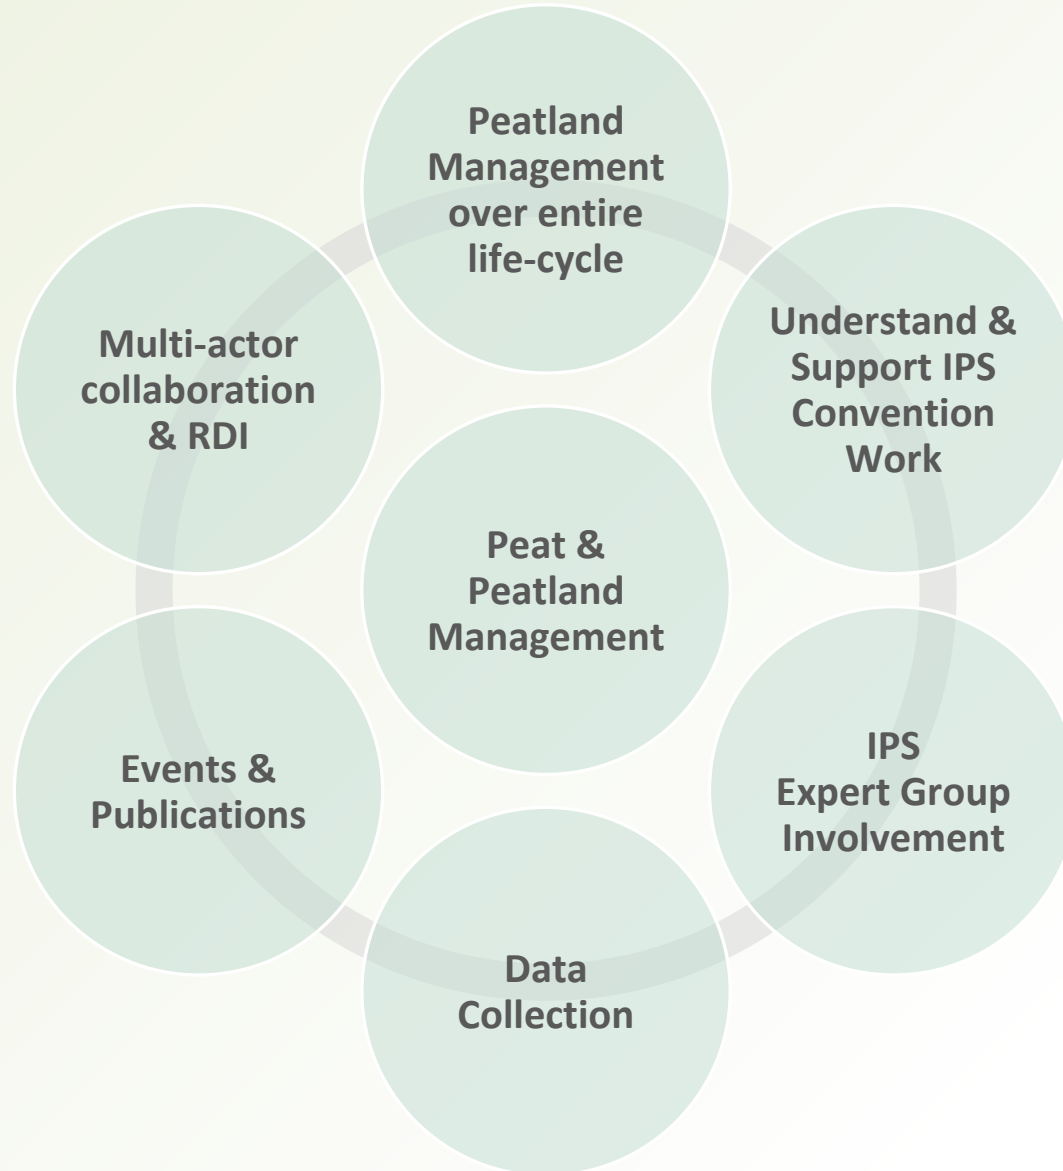 Peatland
Management
over entire
life-cycle
Understand &
Support IPS
Convention
Work
IPS
Expert Group
Involvement
Data
Collection
Events &
Publications
Multi-actor
collaboration
& RDI
Peat &
Peatland
Management